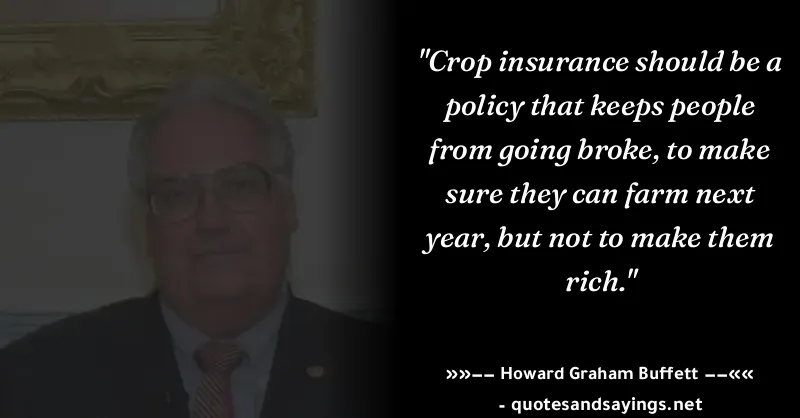 "Crop insurance should be a
policy that keeps people
from going broke, to make
sure they can farm next
year, but not to make them
rich."
»»–– Howard Graham Buffett ––««
- quotesandsayings.net